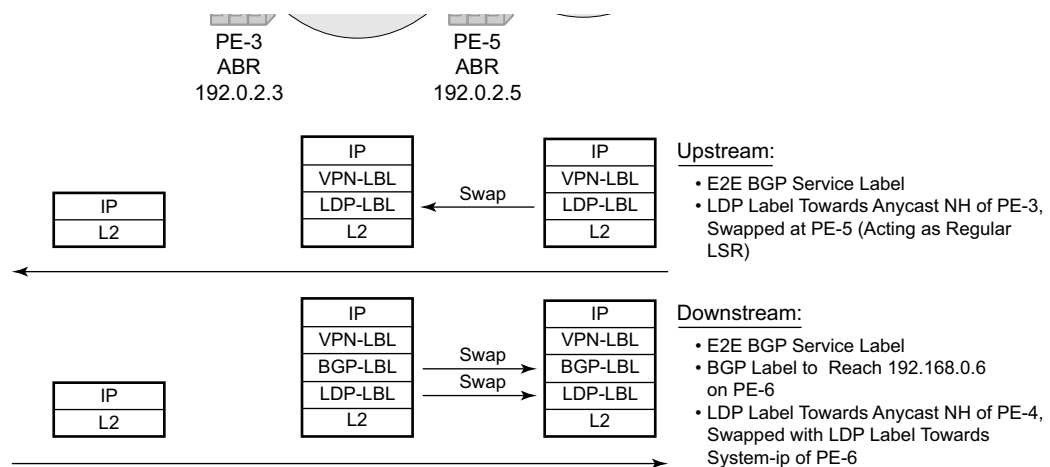 PE-3
ABR
192.0.2.3
PE-5
ABR
192.0.2.5
IP
L2
IP
VPN-LBL
LDP-LBL
L2
Swap
IP
VPN-LBL
LDP-LBL
L2
Upstream:
• E2E BGP Service Label
• LDP Label Towards Anycast NH of PE-3,
Swapped at PE-5 (Acting as Regular
LSR)
IP
L2
IP
VPN-LBL
BGP-LBL
LDP-LBL
L2
Swap
Swap
IP
VPN-LBL
BGP-LBL
LDP-LBL
L2
Downstream:
• E2E BGP Service Label
• BGP Label to Reach 192.168.0.6
on PE-6
• LDP Label Towards Anycast NH of PE-4,
Swapped with LDP Label Towards
System-ip of PE-6